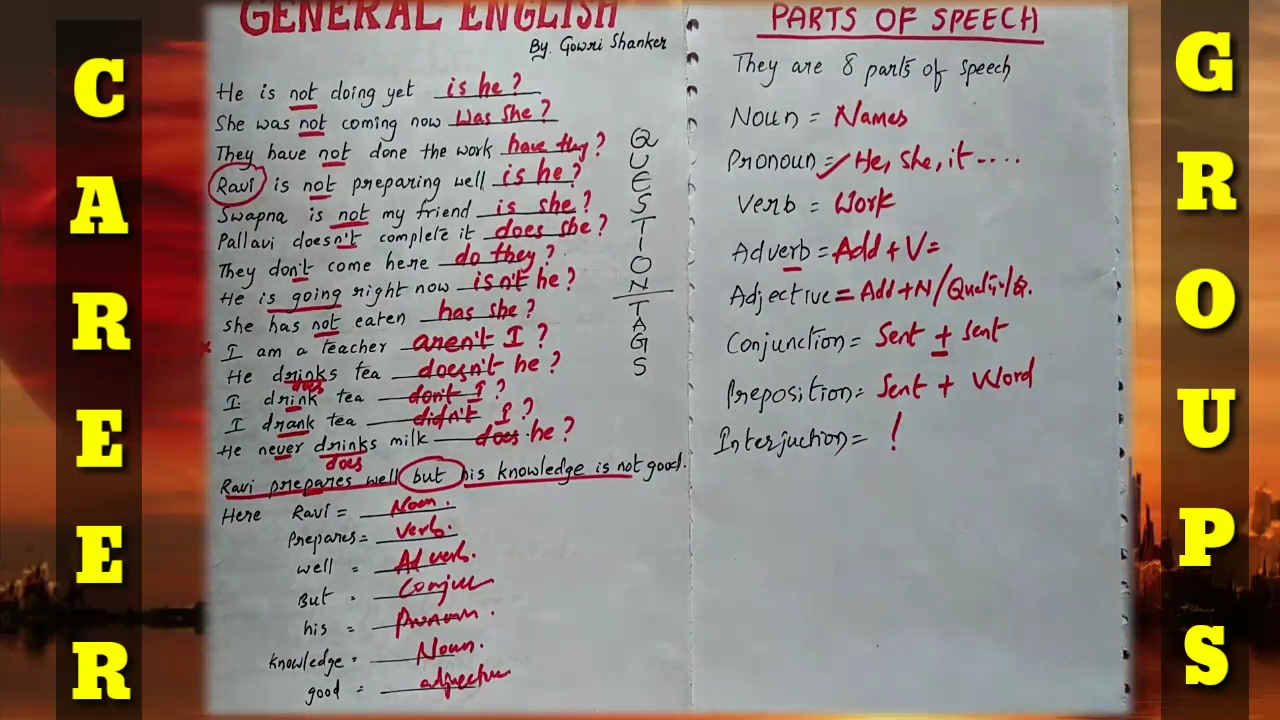 CAREER
GENERAL ENGLISH
By. Gowri Shanker
He is not doing yet is he?
She was not coming now was she?
They have not done the work have they?
Ravi is not preparing well is he?
Swapna is not my friend is she?
Pallavi doesn't complete it does she?
They don't come here do they?
He is going right now isn't he?
She has not eaten has she?
I am a teacher aren't I?
He drinks tea doesn't he?
does
I drink tea don't I?
I drank tea didn't I?
He never drinks milk does he?
does
QUESTION TAGS
Ravi prepares well but his knowledge is not good.
Here Ravi = Noun.
Prepares = verb.
well = Adverb.
But =
his = Pronoun.
knowledge = Noun.
good = adjective
PARTS OF SPEECH
They are 8 parts of speech
Noun = Names
Pronoun = He, She, it ....
Verb = Work
Adverb = Add + V =
Adjective = Add + N/
Conjunction = Sent + Sent
Preposition = Sent + Word
Interjuction = !
GROUPS